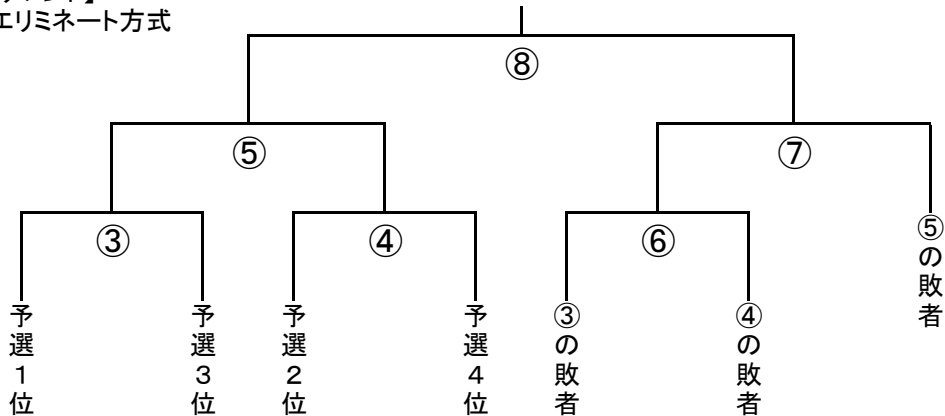 エリミネート方式
⑧
⑤
⑦
③
④
⑥
⑤の敗者
予選1位
予選3位
予選2位
予選4位
③の敗者
④の敗者